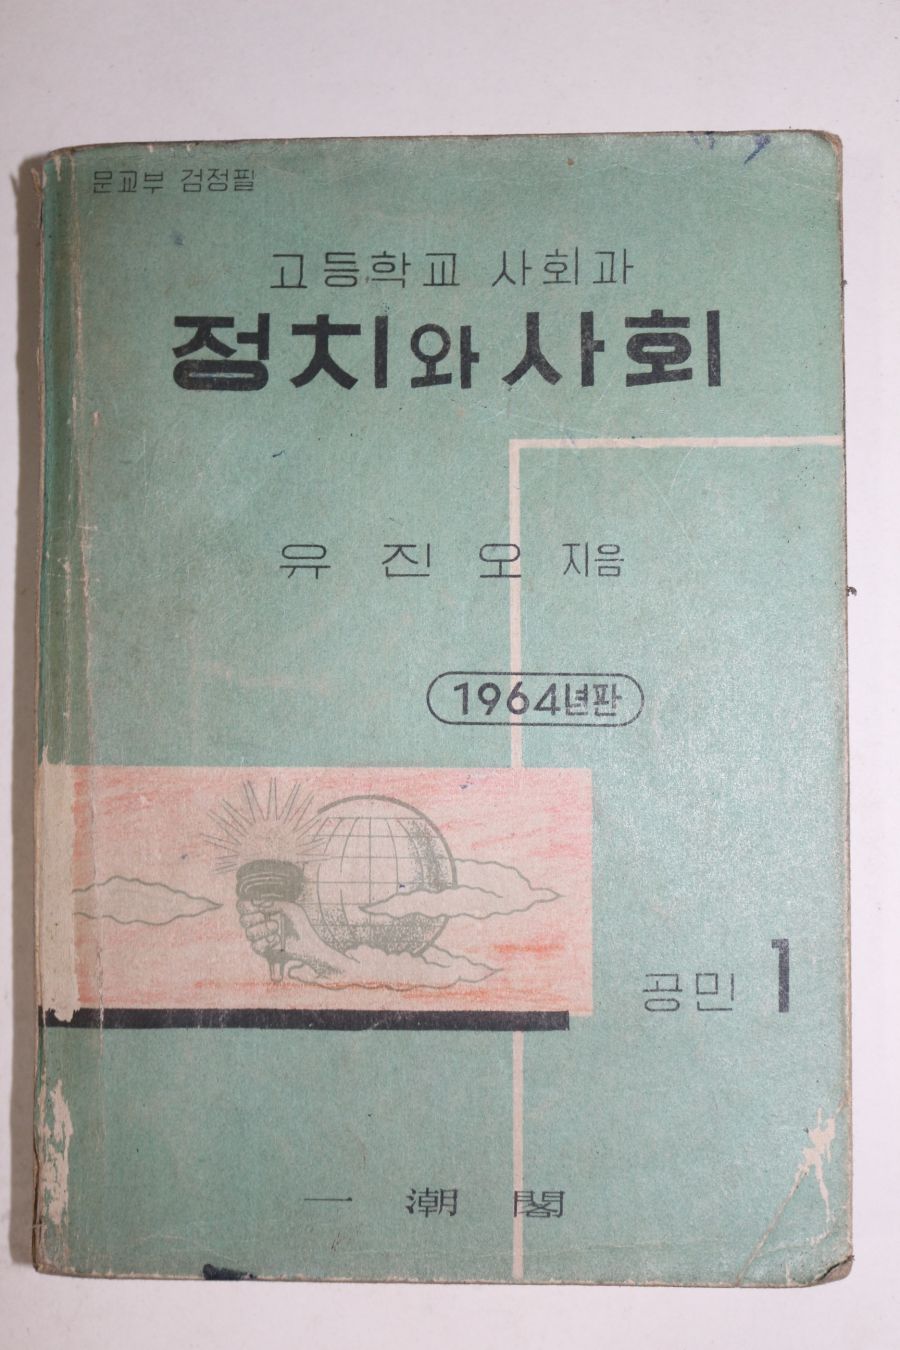 문교부 검정필
고등학교 사회과
정치와 사회
유 진 오 지음
1964년판
공민 1
一 潮 閣